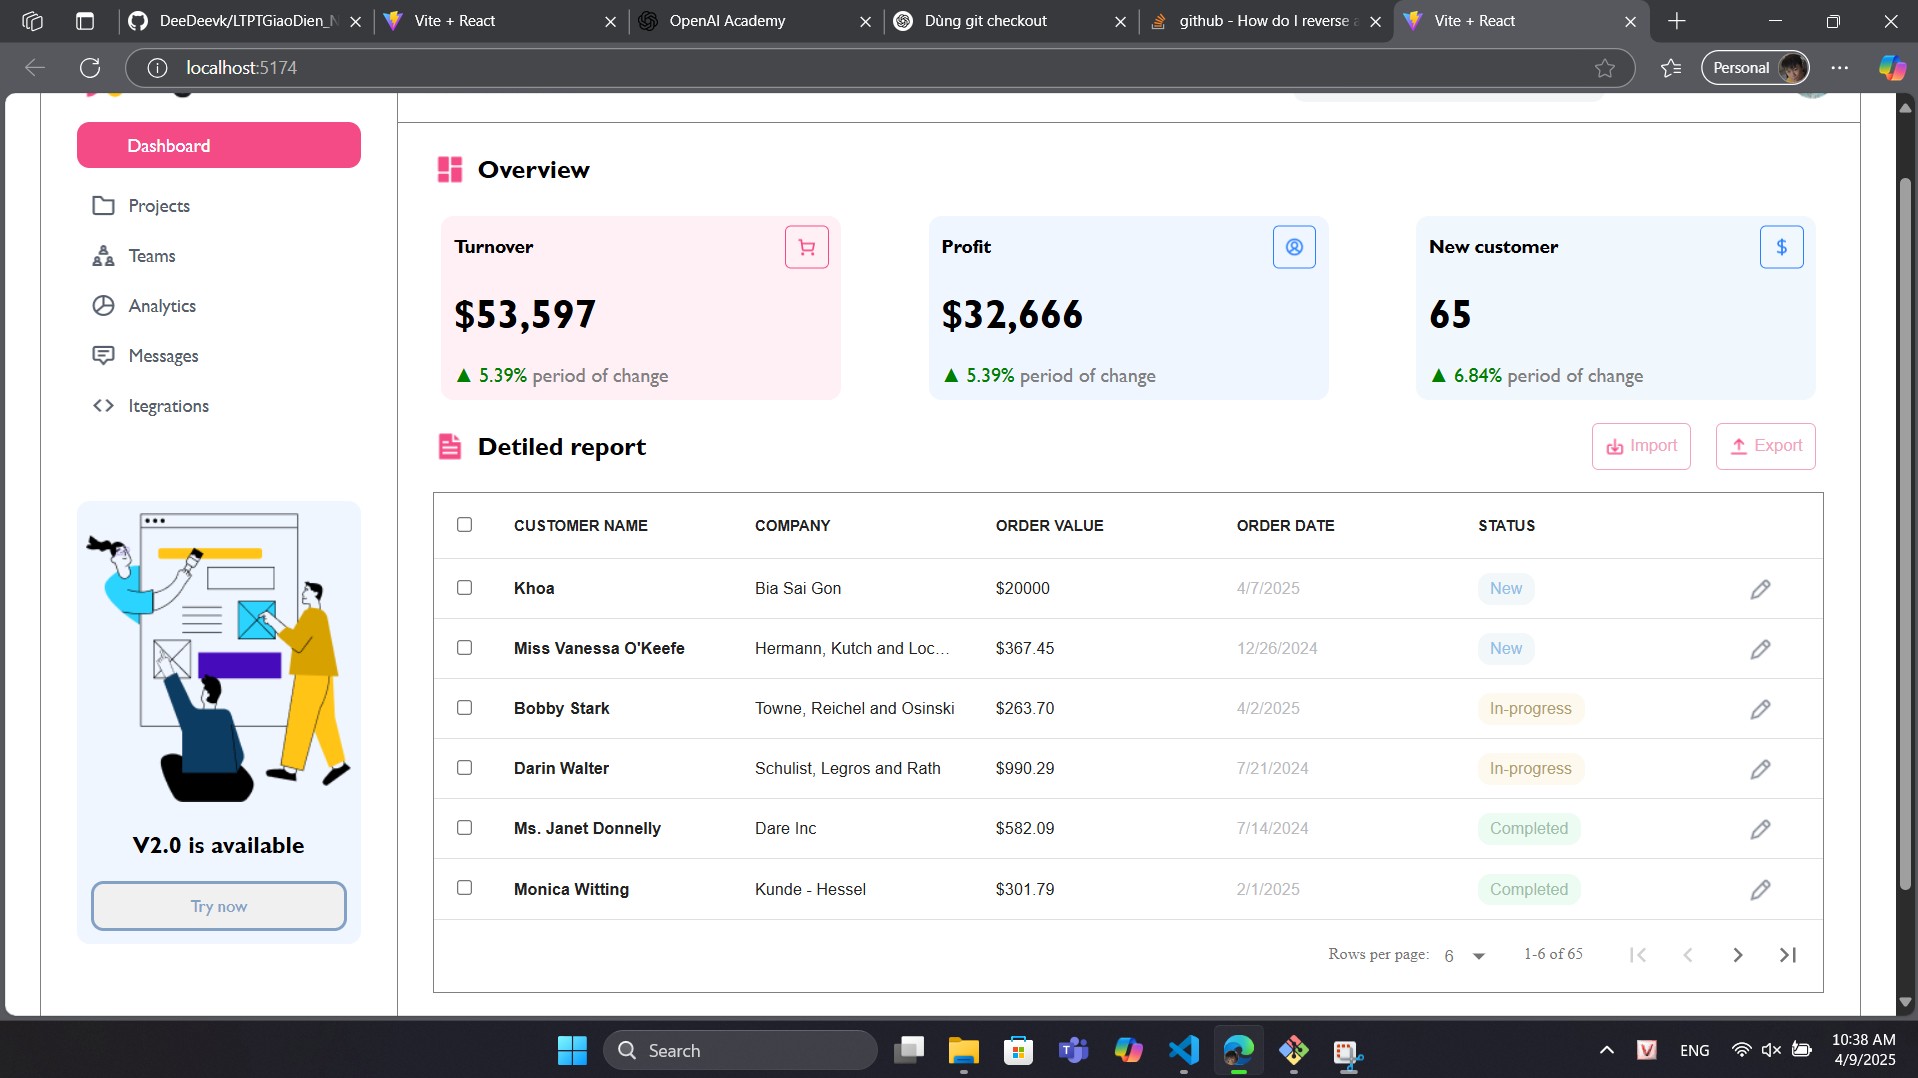 DeeDeevk/LTPTGiaoDien_N
Vite + React
OpenAI Academy
Dùng git checkout
github - How do I reverse a
Vite + React
localhost:5174
Personal
Dashboard
Projects
Teams
Analytics
Messages
Itegrations
V2.0 is available
Try now
Overview
Turnover
$53,597
▲ 5.39% period of change
Profit
$32,666
▲ 5.39% period of change
New customer
$
65
▲ 6.84% period of change
Detiled report
Import
Export
CUSTOMER NAME COMPANY ORDER VALUE ORDER DATE STATUS
Khoa Bia Sai Gon $20000 4/7/2025 New
Miss Vanessa O'Keefe Hermann, Kutch and Loc... $367.45 12/26/2024 New
Bobby Stark Towne, Reichel and Osinski $263.70 4/2/2025 In-progress
Darin Walter Schulist, Legros and Rath $990.29 7/21/2024 In-progress
Ms. Janet Donnelly Dare Inc $582.09 7/14/2024 Completed
Monica Witting Kunde - Hessel $301.79 2/1/2025 Completed
Rows per page: 6 1-6 of 65
Search
ENG
10:38 AM
4/9/2025